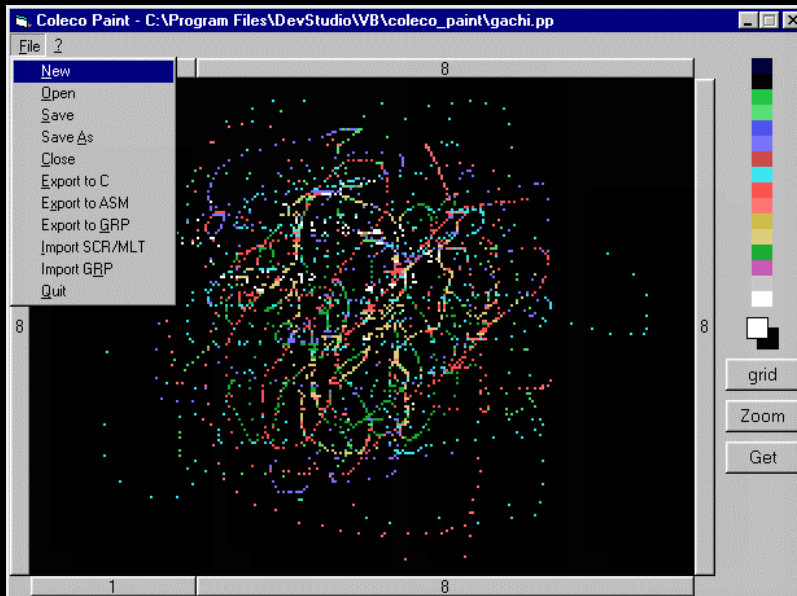 Coleco Paint - C:\Program Files\DevStudio\VB\coleco_paint\gachi.pp
File ?
New
Open
Save
Save As
Close
Export to C
Export to ASM
Export to GRP
Import SCR/MLT
Import GRP
Quit
8
8
8
grid
Zoom
Get
1 8